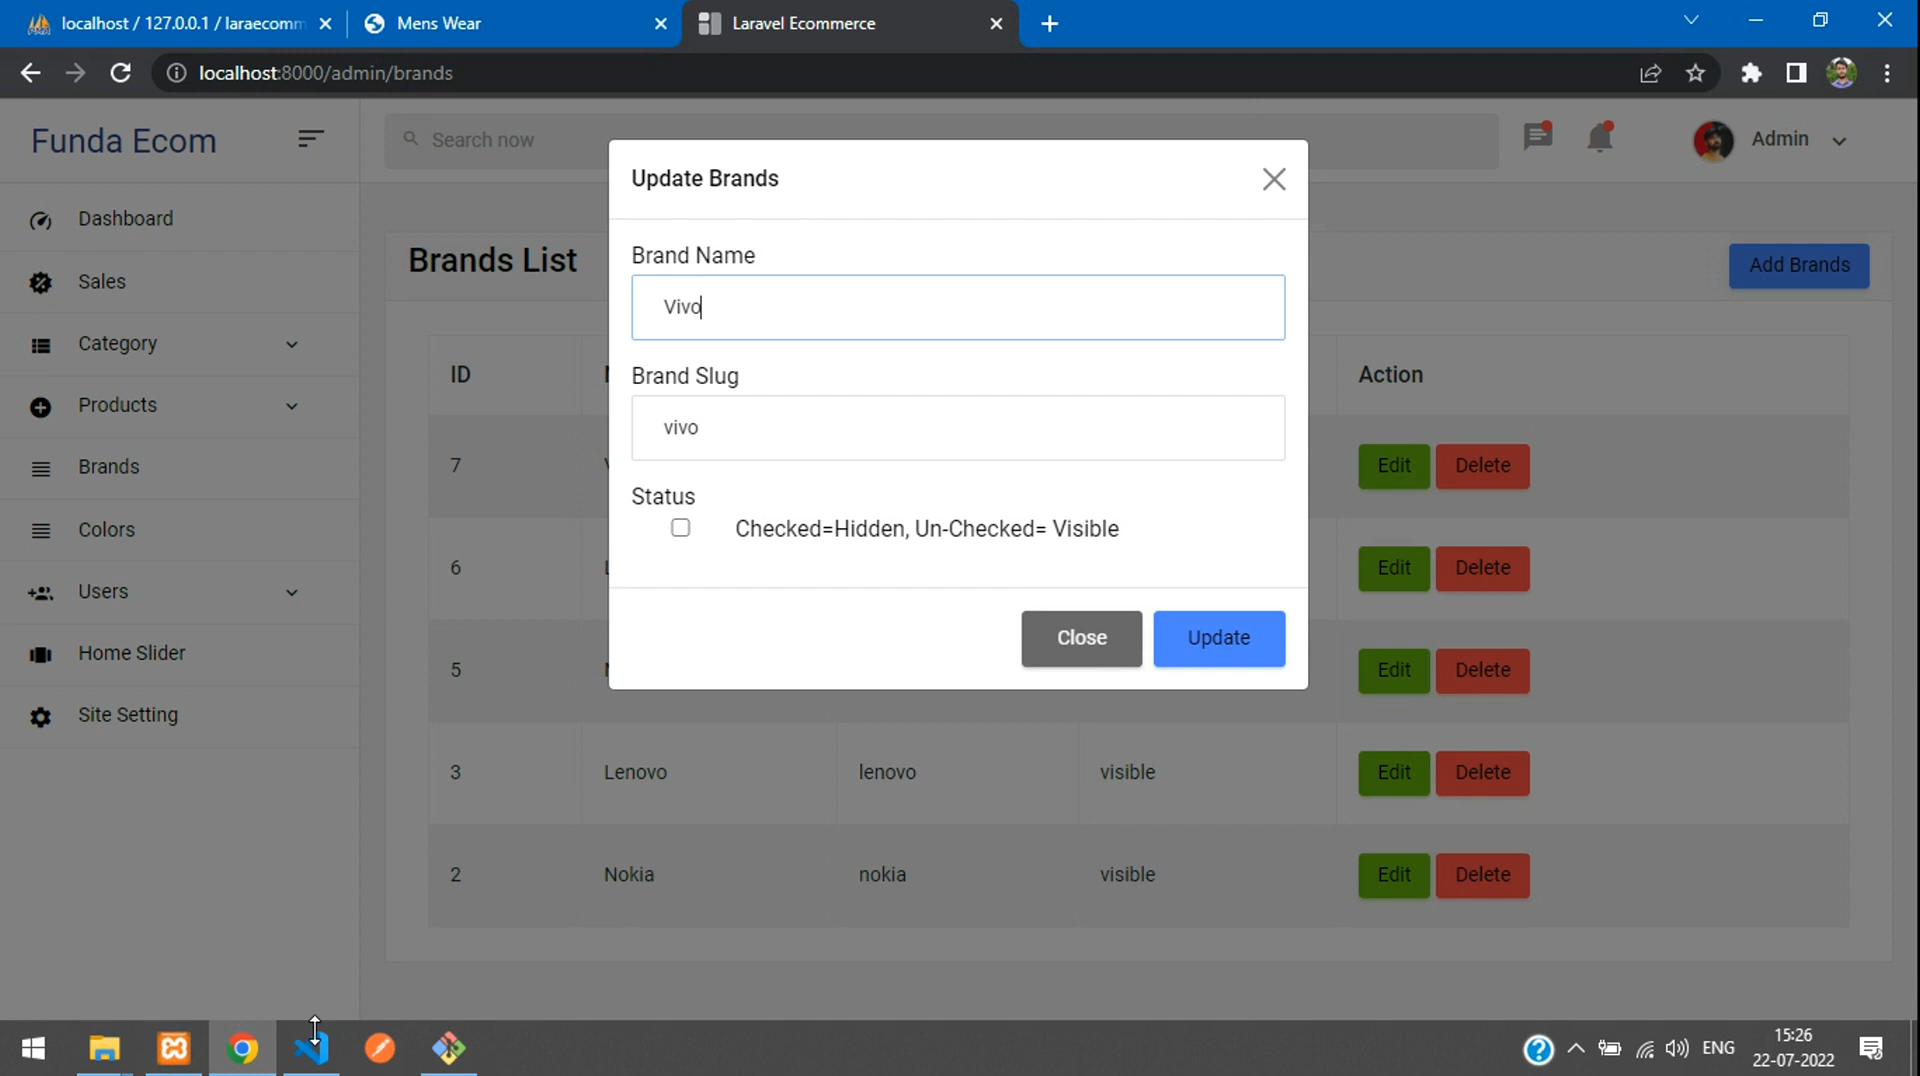 localhost / 127.0.0.1 / laraecomm
Mens Wear
Laravel Ecommerce
localhost:8000/admin/brands
Funda Ecom
Search now
Admin
Dashboard
Sales
Category
Products
Brands
Colors
Users
Home Slider
Site Setting
Brands List
Add Brands
Update Brands
Brand Name
Vivo
Brand Slug
vivo
Status
Checked=Hidden, Un-Checked= Visible
Close
Update
ID
Action
7
Edit
Delete
6
Edit
Delete
5
Edit
Delete
3
Lenovo
lenovo
visible
Edit
Delete
2
Nokia
nokia
visible
Edit
Delete
ENG
15:26
22-07-2022